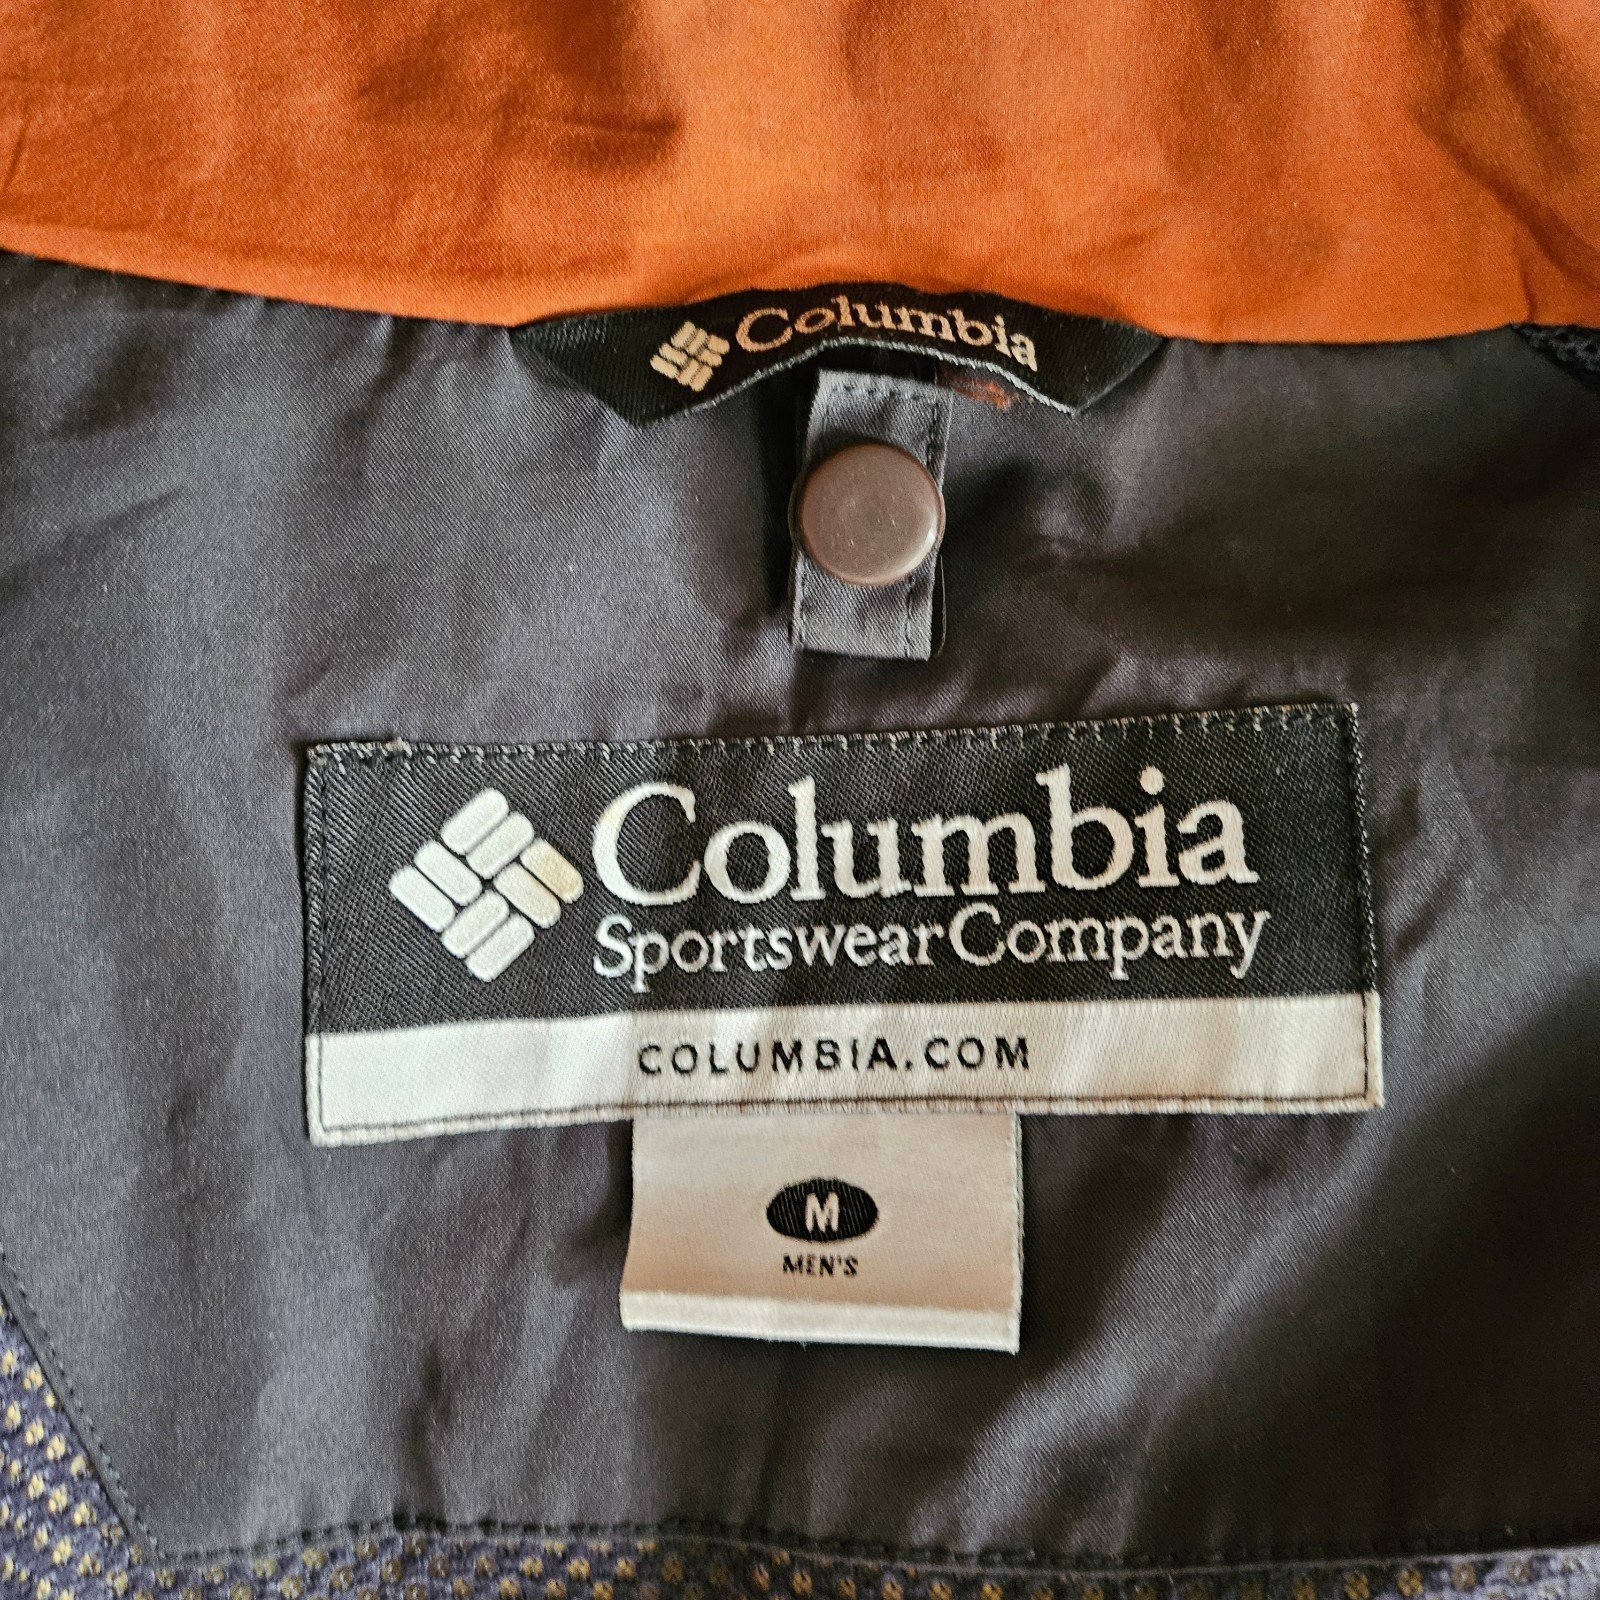 Columbia
Columbia
Sportswear Company
COLUMBIA.COM
M
MEN'S